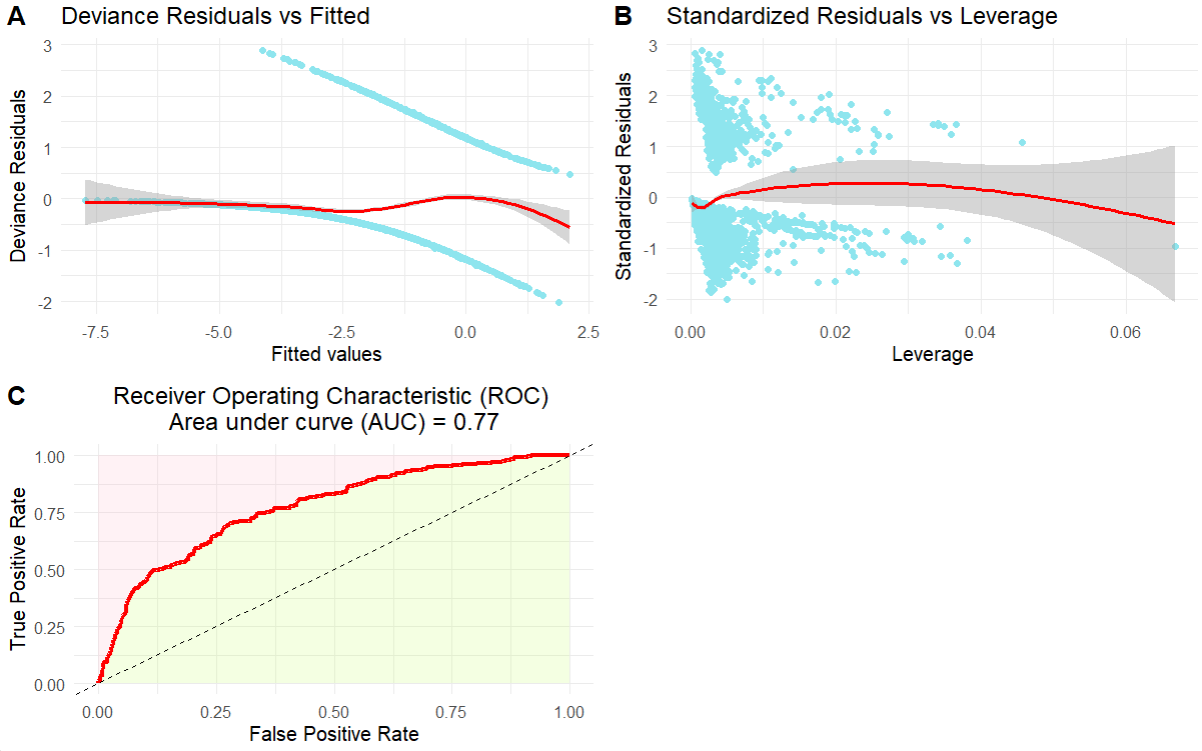 A
Deviance Residuals vs Fitted
3
2
1
0
-1
-2
Deviance Residuals
-7.5
-5.0
-2.5
0.0
2.5
Fitted values
B
Standardized Residuals vs Leverage
3
2
1
0
-1
-2
Standardized Residuals
0.00
0.02
0.04
0.06
Leverage
C
Receiver Operating Characteristic (ROC)
Area under curve (AUC) = 0.77
1.00
0.75
0.50
0.25
0.00
True Positive Rate
0.00
0.25
0.50
0.75
1.00
False Positive Rate